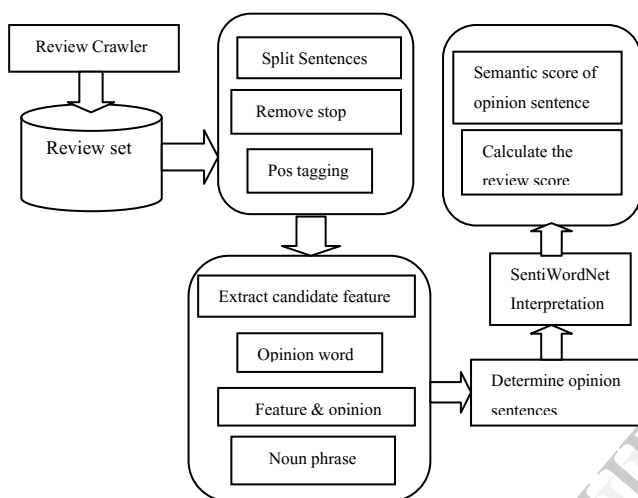 Review Crawler
Review set
Split Sentences
Remove stop
Pos tagging
Extract candidate feature
Opinion word
Feature & opinion
Noun phrase
Determine opinion
sentences
SentiWordNet
Interpretation
Semantic score of
opinion sentence
Calculate the
review score